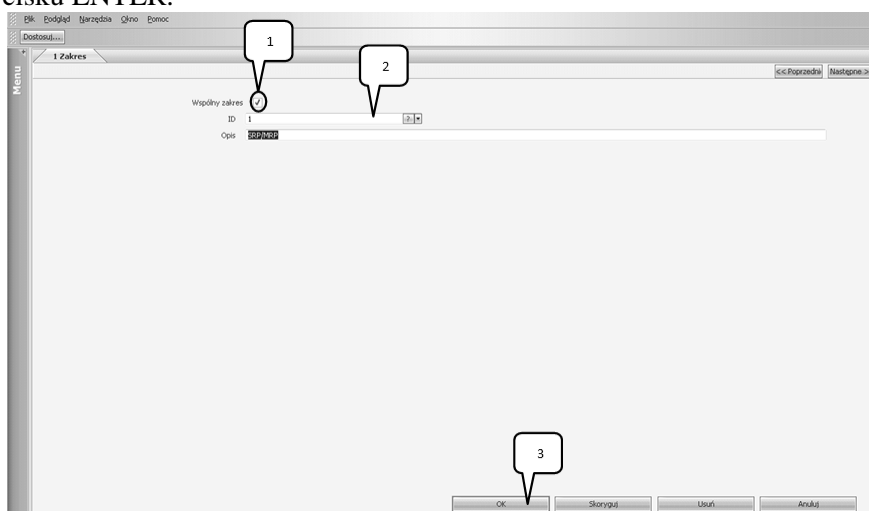 cisku ENTER.
Plik Podgląd Narzędzia Okno Pomoc
Dostosuj...
1 Zakres
Menu
<< Poprzedni Następne >
Wspólny zakres
ID 1
Opis SRP/MRP
1
2
3
OK Skoryguj Usuń Anuluj